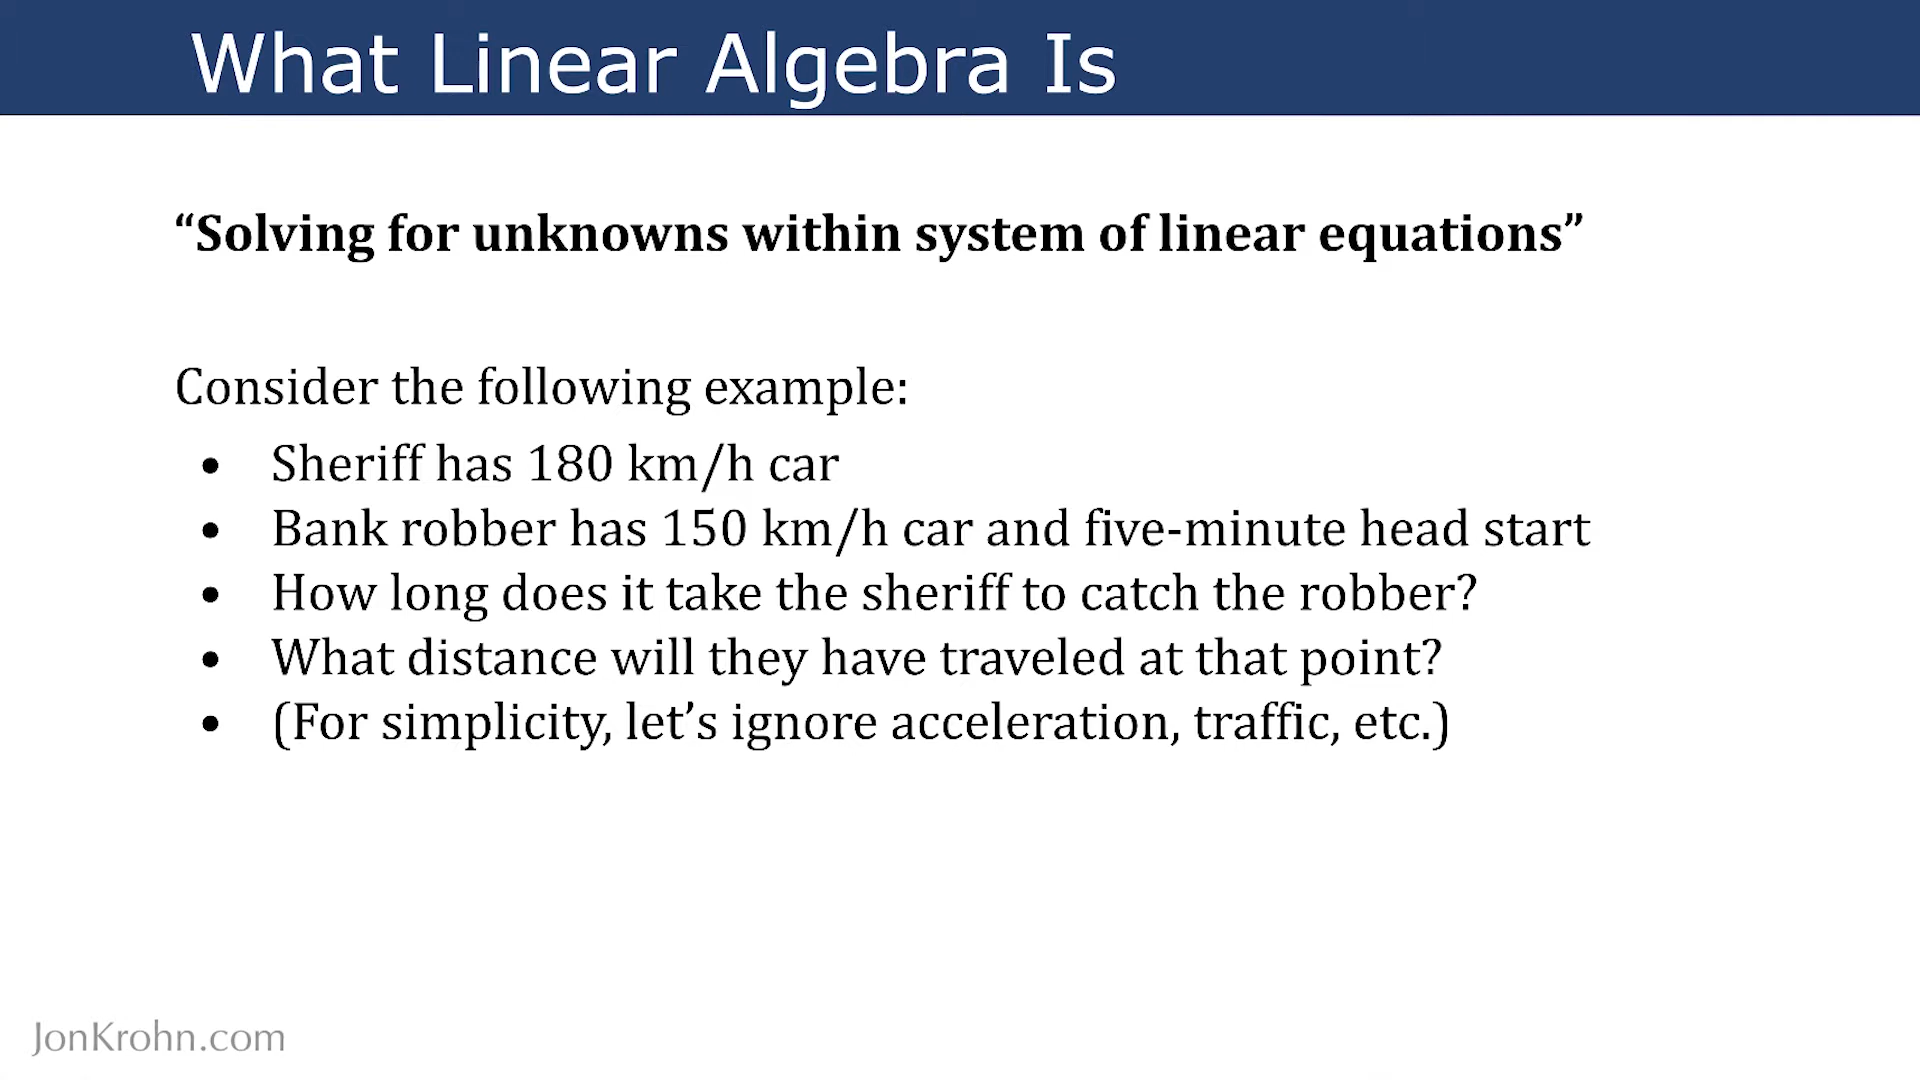 What Linear Algebra Is
“Solving for unknowns within system of linear equations”
Consider the following example:
• Sheriff has 180 km/h car
• Bank robber has 150 km/h car and five-minute head start
• How long does it take the sheriff to catch the robber?
• What distance will they have traveled at that point?
• (For simplicity, let’s ignore acceleration, traffic, etc.)
JonKrohn.com